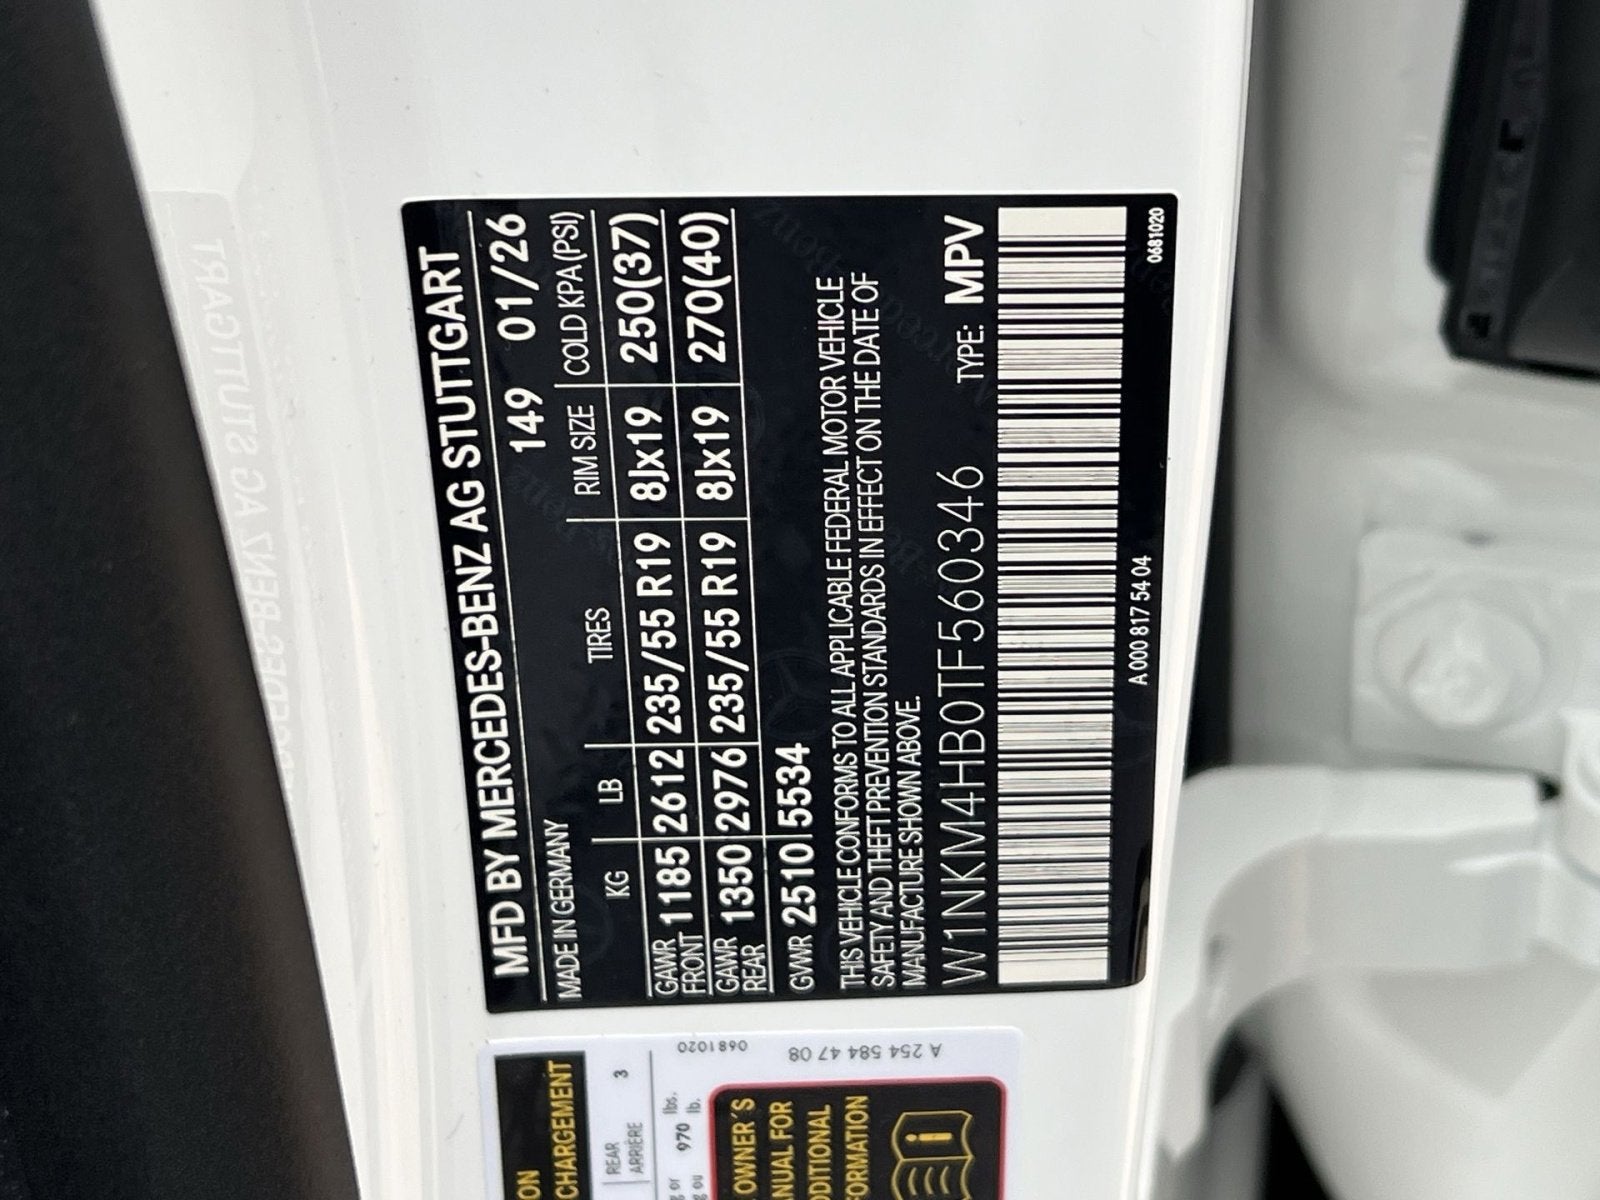 MFD BY MERCEDES-BENZ AG STUTTGART
MADE IN GERMANY 149 01/26
KG LB TIRES RIM SIZE COLD KPA(PSI)
GAWR FRONT 1185 2612 235/55 R19 8Jx19 250(37)
GAWR REAR 1350 2976 235/55 R19 8Jx19 270(40)
GVWR 2510 5534
THIS VEHICLE CONFORMS TO ALL APPLICABLE FEDERAL MOTOR VEHICLE
SAFETY AND THEFT PREVENTION STANDARDS IN EFFECT ON THE DATE OF
MANUFACTURE SHOWN ABOVE.
W1NKM4HB0TF560346 TYPE: MPV
A 000 817 54 04 0681020
CHARGEMENT
REAR 3
ARRIÈRE
or 970 lbs.
ou lb.
OWNER'S
FOR
A 254 584 47 08
0681020